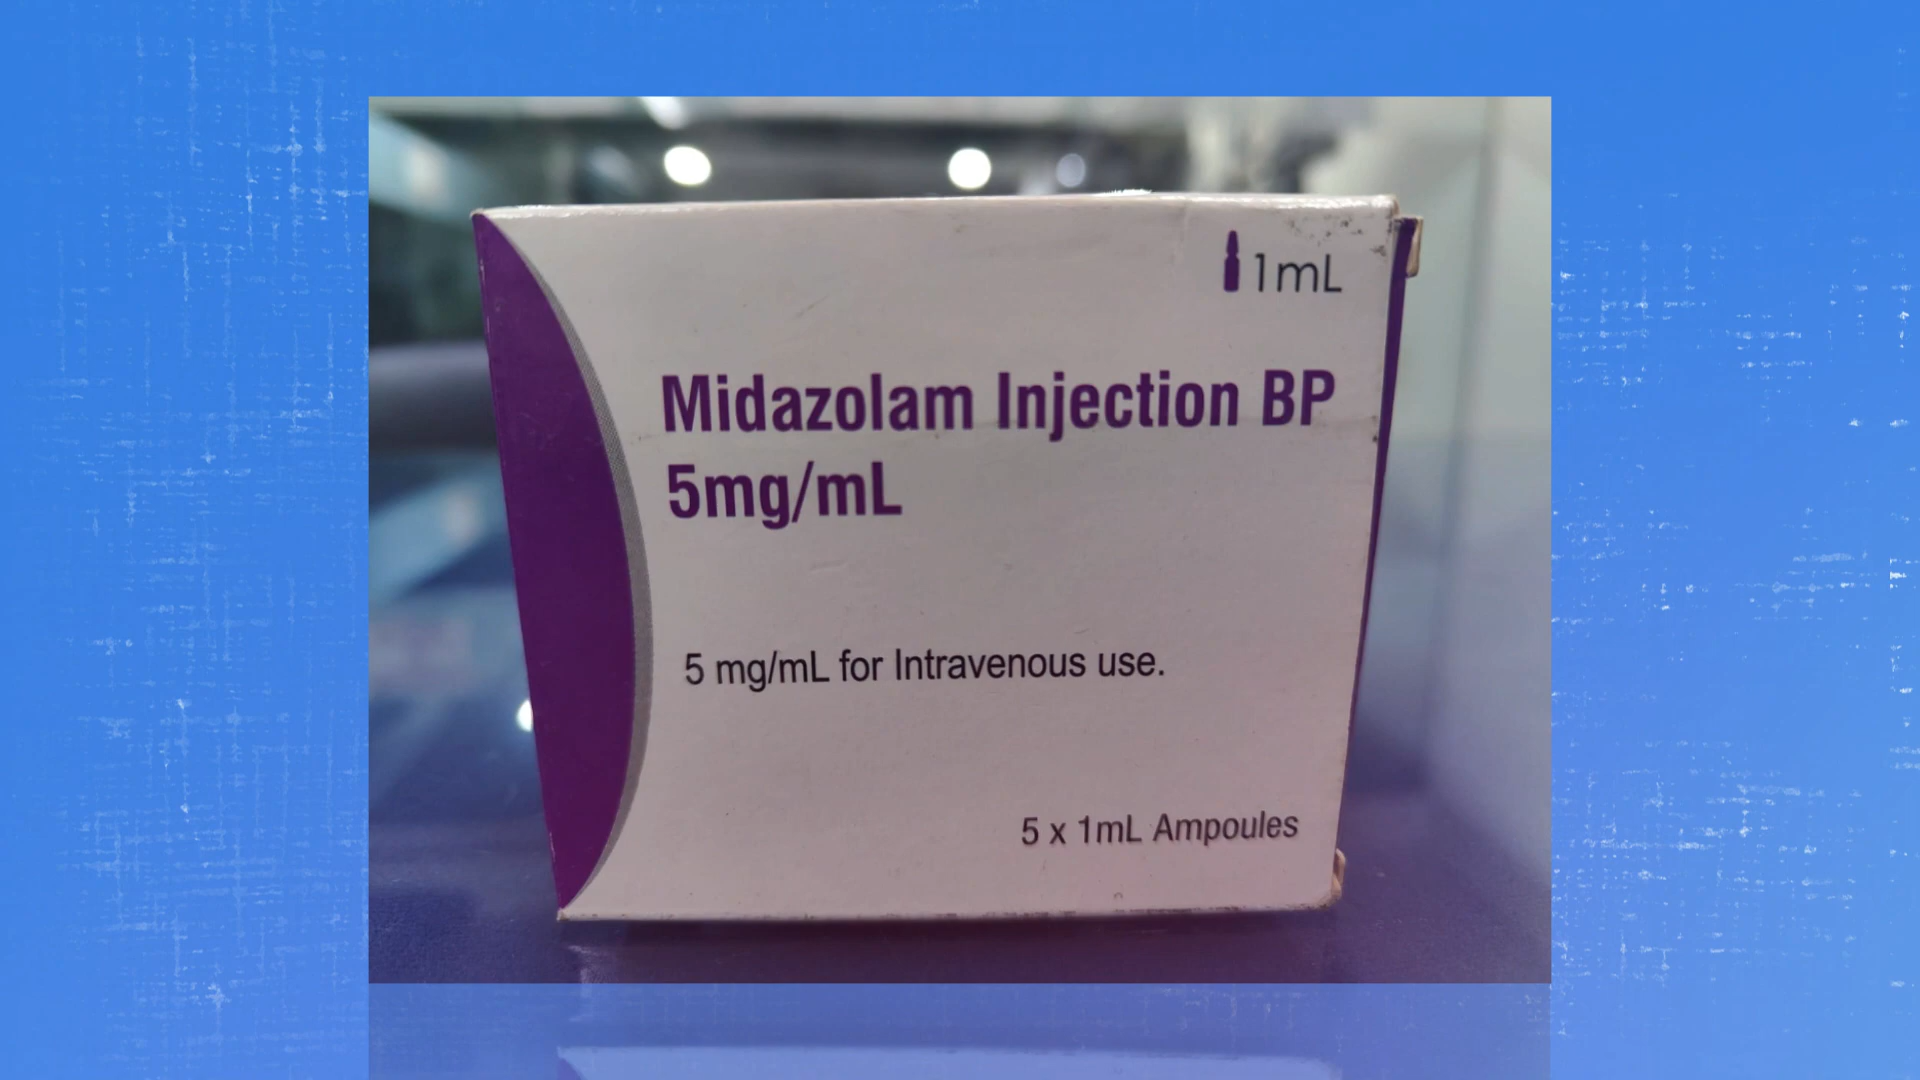 1mL
Midazolam Injection BP
5mg/mL
5 mg/mL for Intravenous use.
5 x 1mL Ampoules